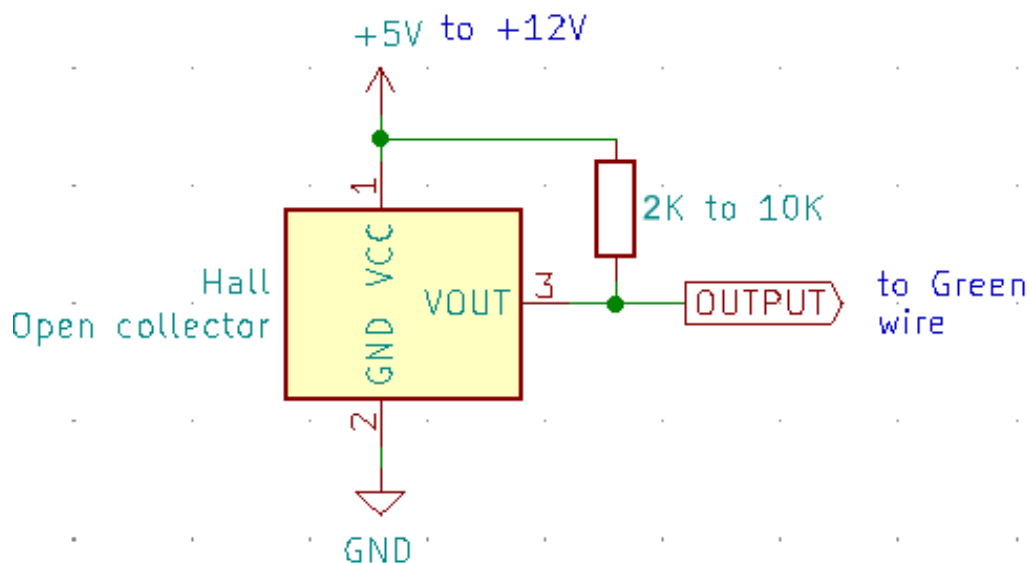 +5V to +12V
1
2K to 10K
VCC
Hall
Open collector
VOUT
3
OUTPUT
to Green
wire
GND
2
GND